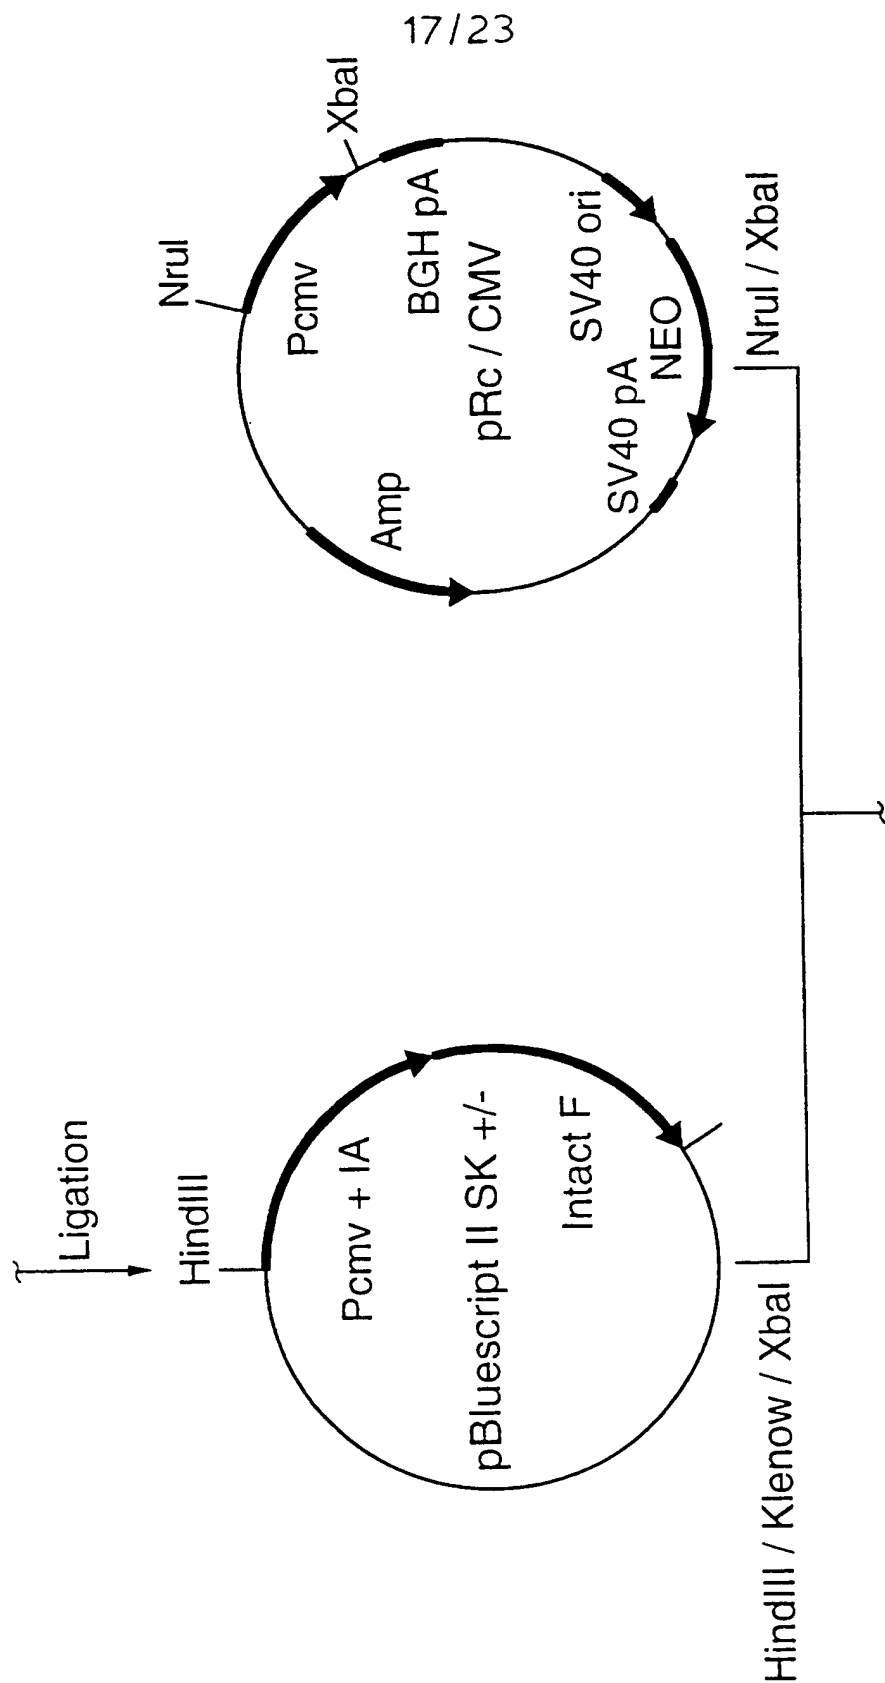 17/23
Ligation
HindIII
Pcmv + IA
pBluescript II SK +/-
Intact F
HindIII / Klenow / XbaI
NruI
XbaI
Pcmv
BGH pA
pRc / CMV
Amp
SV40 ori
SV40 pA
NEO
NruI / XbaI